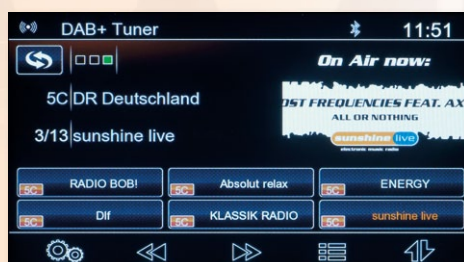 DAB+ Tuner 11:51
On Air now:
5C DR Deutschland
OST FREQUENCIES FEAT. AX
ALL OR NOTHING
3/13 sunshine live
sunshine live
electronic music radio
5C RADIO BOB!
5C Absolut relax
5C ENERGY
5C Dlf
5C KLASSIK RADIO
5C sunshine live